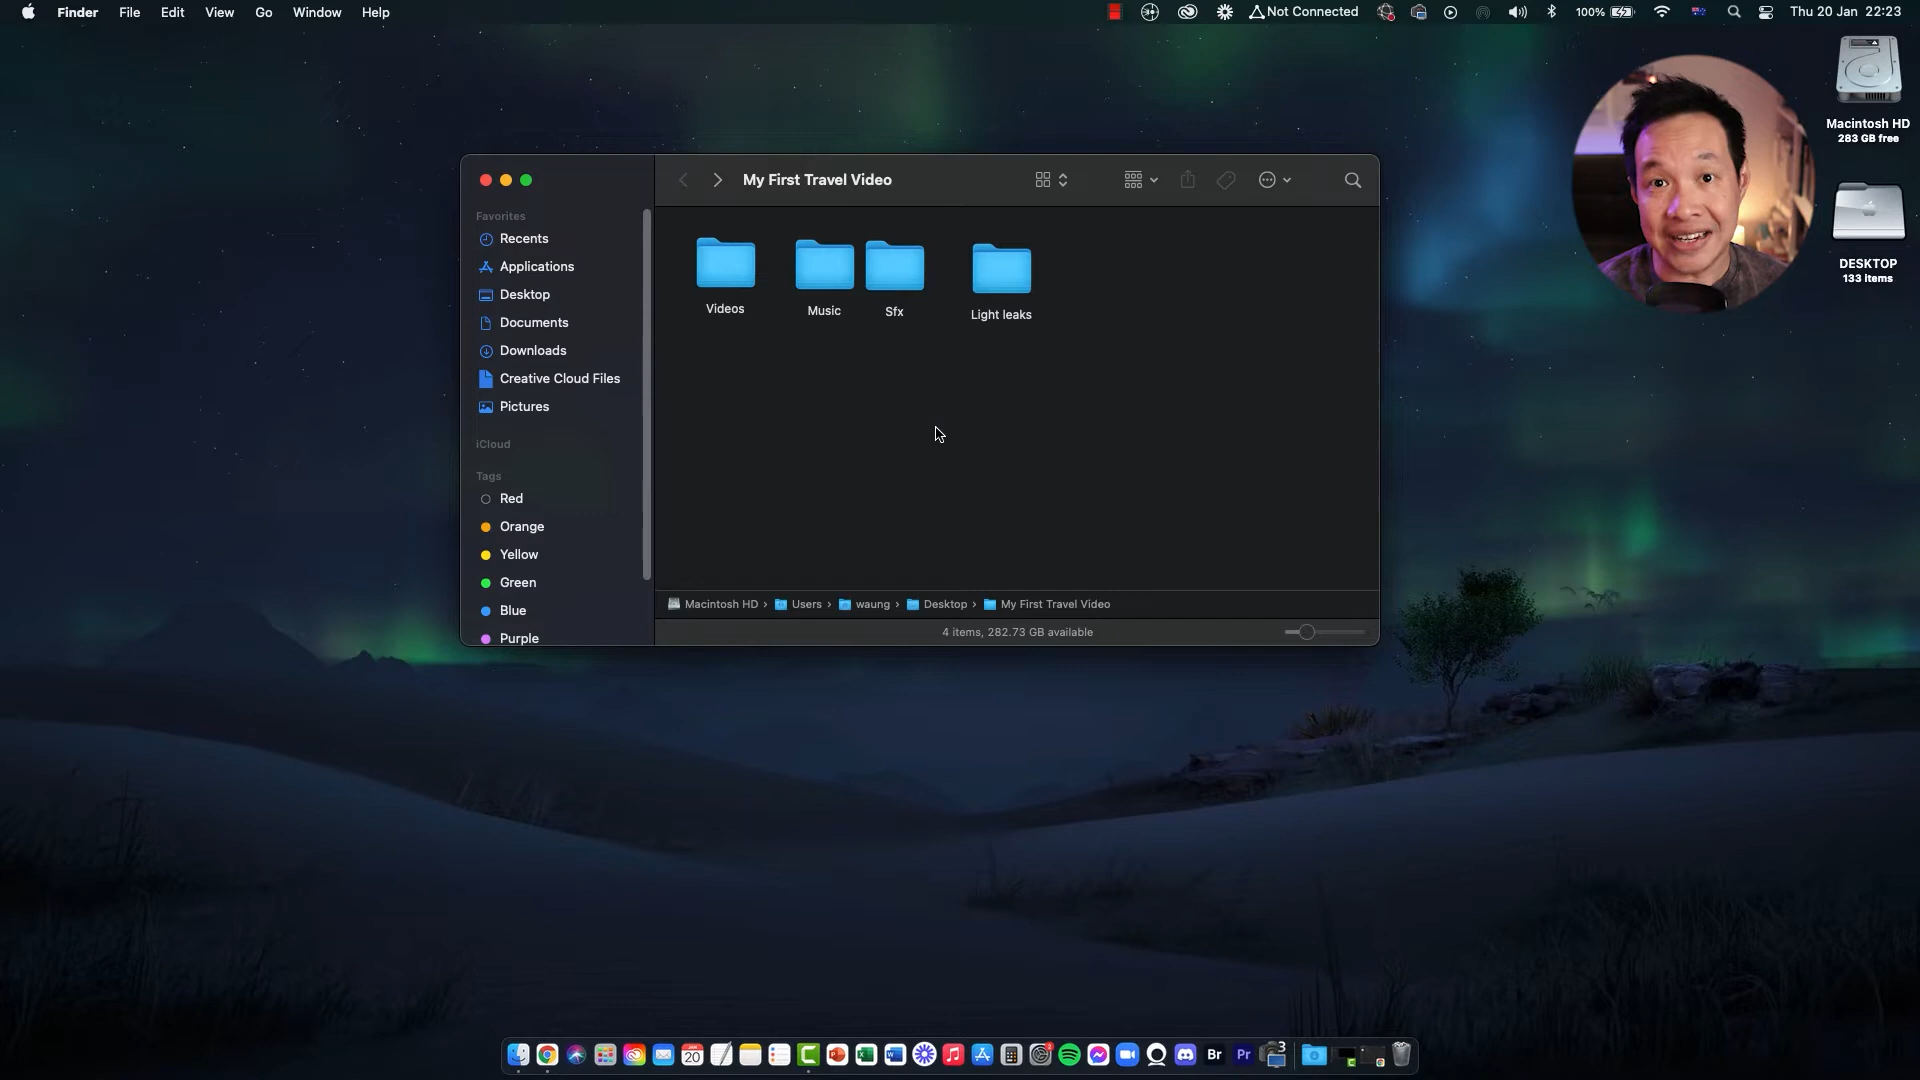 Finder File Edit View Go Window Help Not Connected 100% Thu 20 Jan 22:23
Macintosh HD
283 GB free
DESKTOP
133 items
My First Travel Video
Favorites
Recents
Applications
Desktop
Documents
Downloads
Creative Cloud Files
Pictures
iCloud
Tags
Red
Orange
Yellow
Green
Blue
Purple
Videos Music Sfx Light leaks
Macintosh HD › Users › waung › Desktop › My First Travel Video
4 items, 282.73 GB available
JAN
20
Br Pr 3